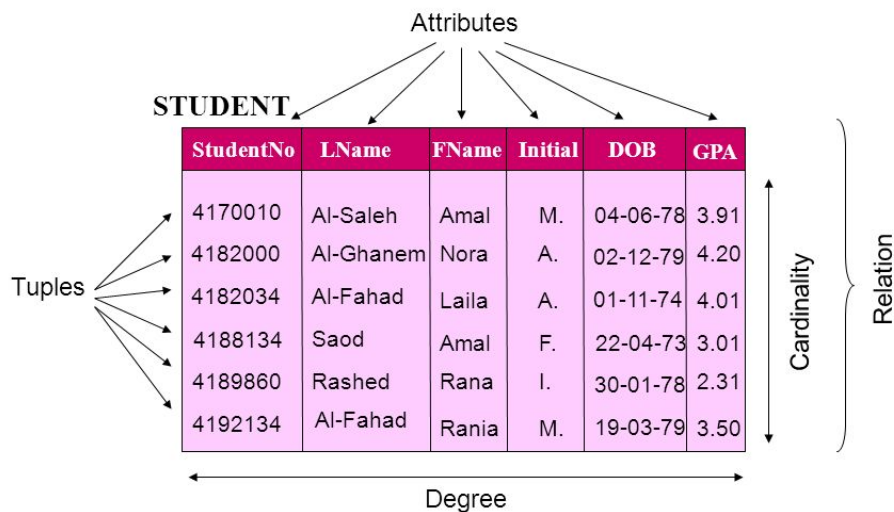 Attributes
STUDENT
StudentNo LName FName Initial DOB GPA
4170010 Al-Saleh Amal M. 04-06-78 3.91
4182000 Al-Ghanem Nora A. 02-12-79 4.20
4182034 Al-Fahad Laila A. 01-11-74 4.01
4188134 Saod Amal F. 22-04-73 3.01
4189860 Rashed Rana I. 30-01-78 2.31
4192134 Al-Fahad Rania M. 19-03-79 3.50
Tuples
Cardinality
Relation
Degree